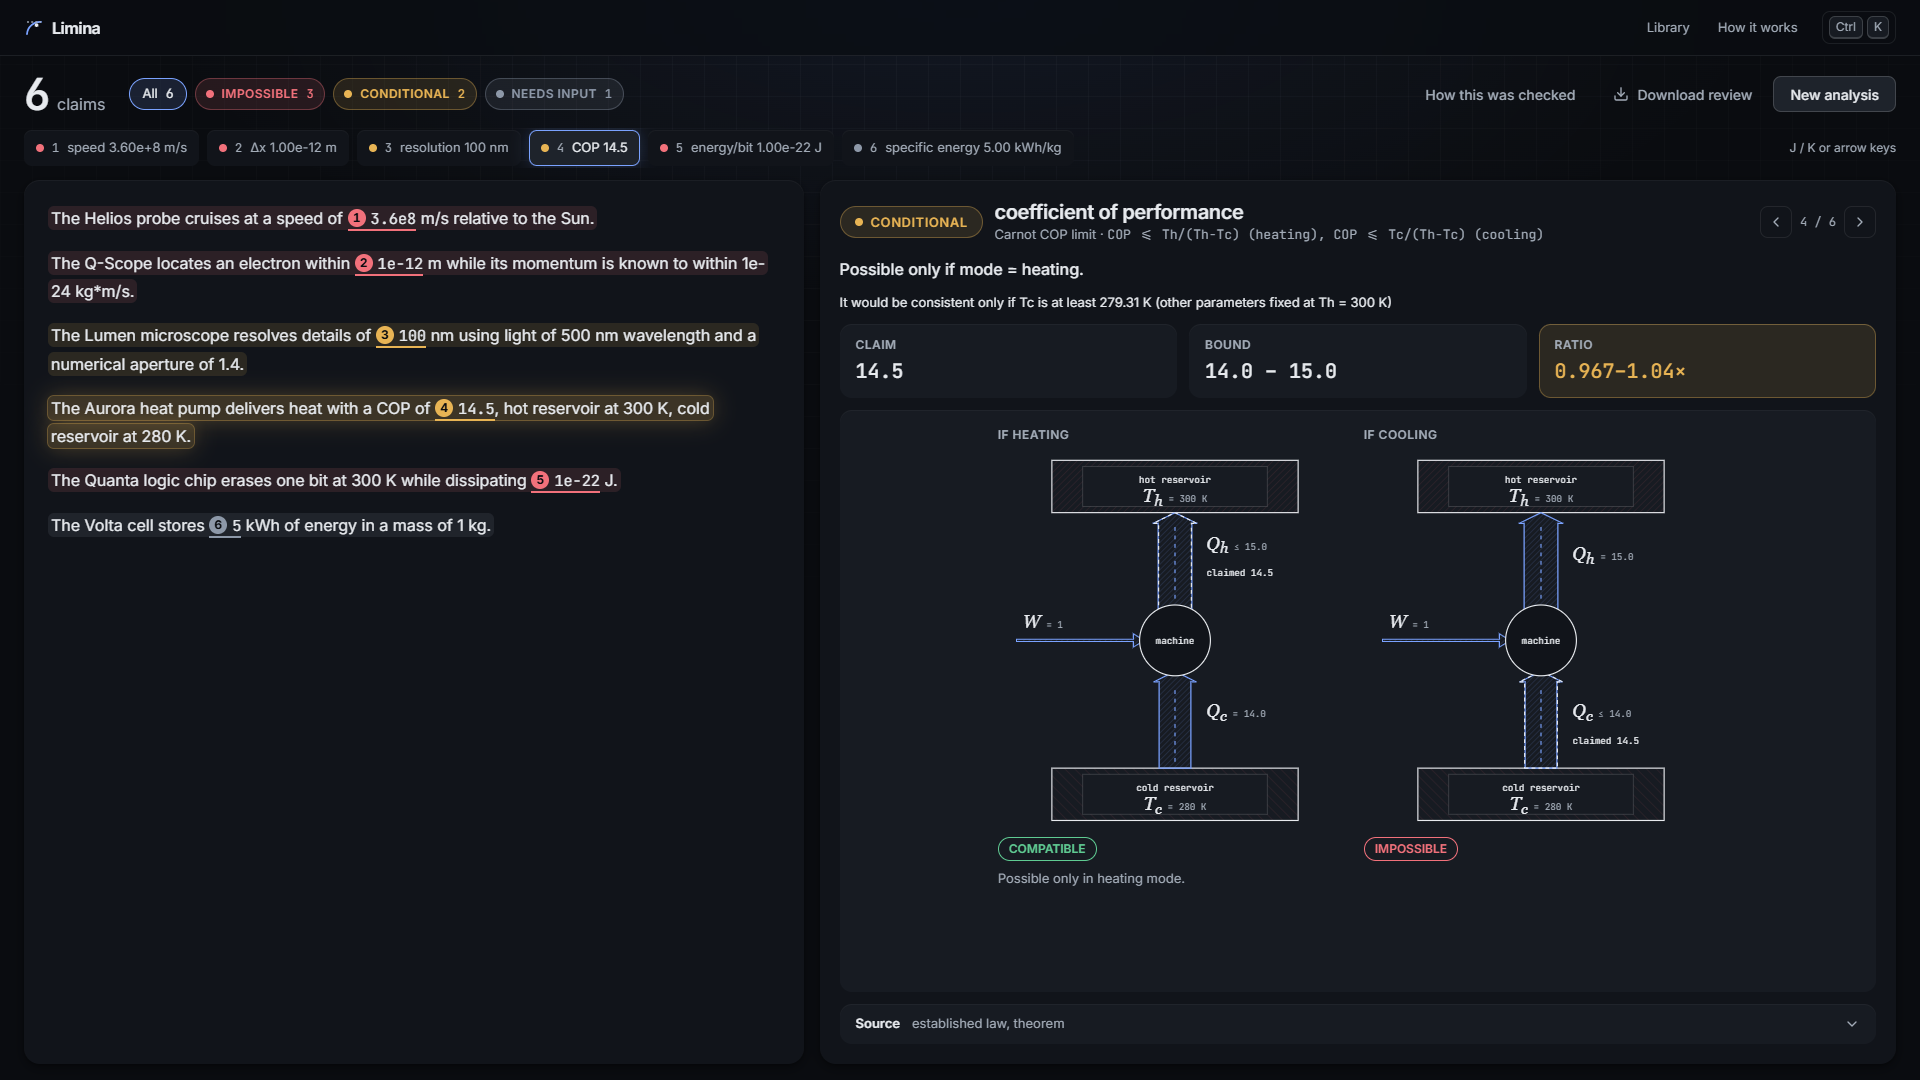 Limina
Library
How it works
Ctrl K
6 claims
All 6
IMPOSSIBLE 3
CONDITIONAL 2
NEEDS INPUT 1
How this was checked
Download review
New analysis
1 speed 3.60e+8 m/s
2 Δx 1.00e-12 m
3 resolution 100 nm
4 COP 14.5
5 energy/bit 1.00e-22 J
6 specific energy 5.00 kWh/kg
J / K or arrow keys
The Helios probe cruises at a speed of 1 3.6e8 m/s relative to the Sun.
The Q-Scope locates an electron within 2 1e-12 m while its momentum is known to within 1e-
24 kg*m/s.
The Lumen microscope resolves details of 3 100 nm using light of 500 nm wavelength and a
numerical aperture of 1.4.
The Aurora heat pump delivers heat with a COP of 4 14.5, hot reservoir at 300 K, cold
reservoir at 280 K.
The Quanta logic chip erases one bit at 300 K while dissipating 5 1e-22 J.
The Volta cell stores 6 5 kWh of energy in a mass of 1 kg.
CONDITIONAL
coefficient of performance
Carnot COP limit · COP ⩽ Th/(Th-Tc) (heating), COP ⩽ Tc/(Th-Tc) (cooling)
4 / 6
Possible only if mode = heating.
It would be consistent only if Tc is at least 279.31 K (other parameters fixed at Th = 300 K)
CLAIM
14.5
BOUND
14.0 – 15.0
RATIO
0.967–1.04×
IF HEATING
hot reservoir
Th = 300 K
Qh ≤ 15.0
claimed 14.5
W = 1
machine
Qc = 14.0
cold reservoir
Tc = 280 K
COMPATIBLE
Possible only in heating mode.
IF COOLING
hot reservoir
Th = 300 K
Qh = 15.0
W = 1
machine
Qc ≤ 14.0
claimed 14.5
cold reservoir
Tc = 280 K
IMPOSSIBLE
Source established law, theorem